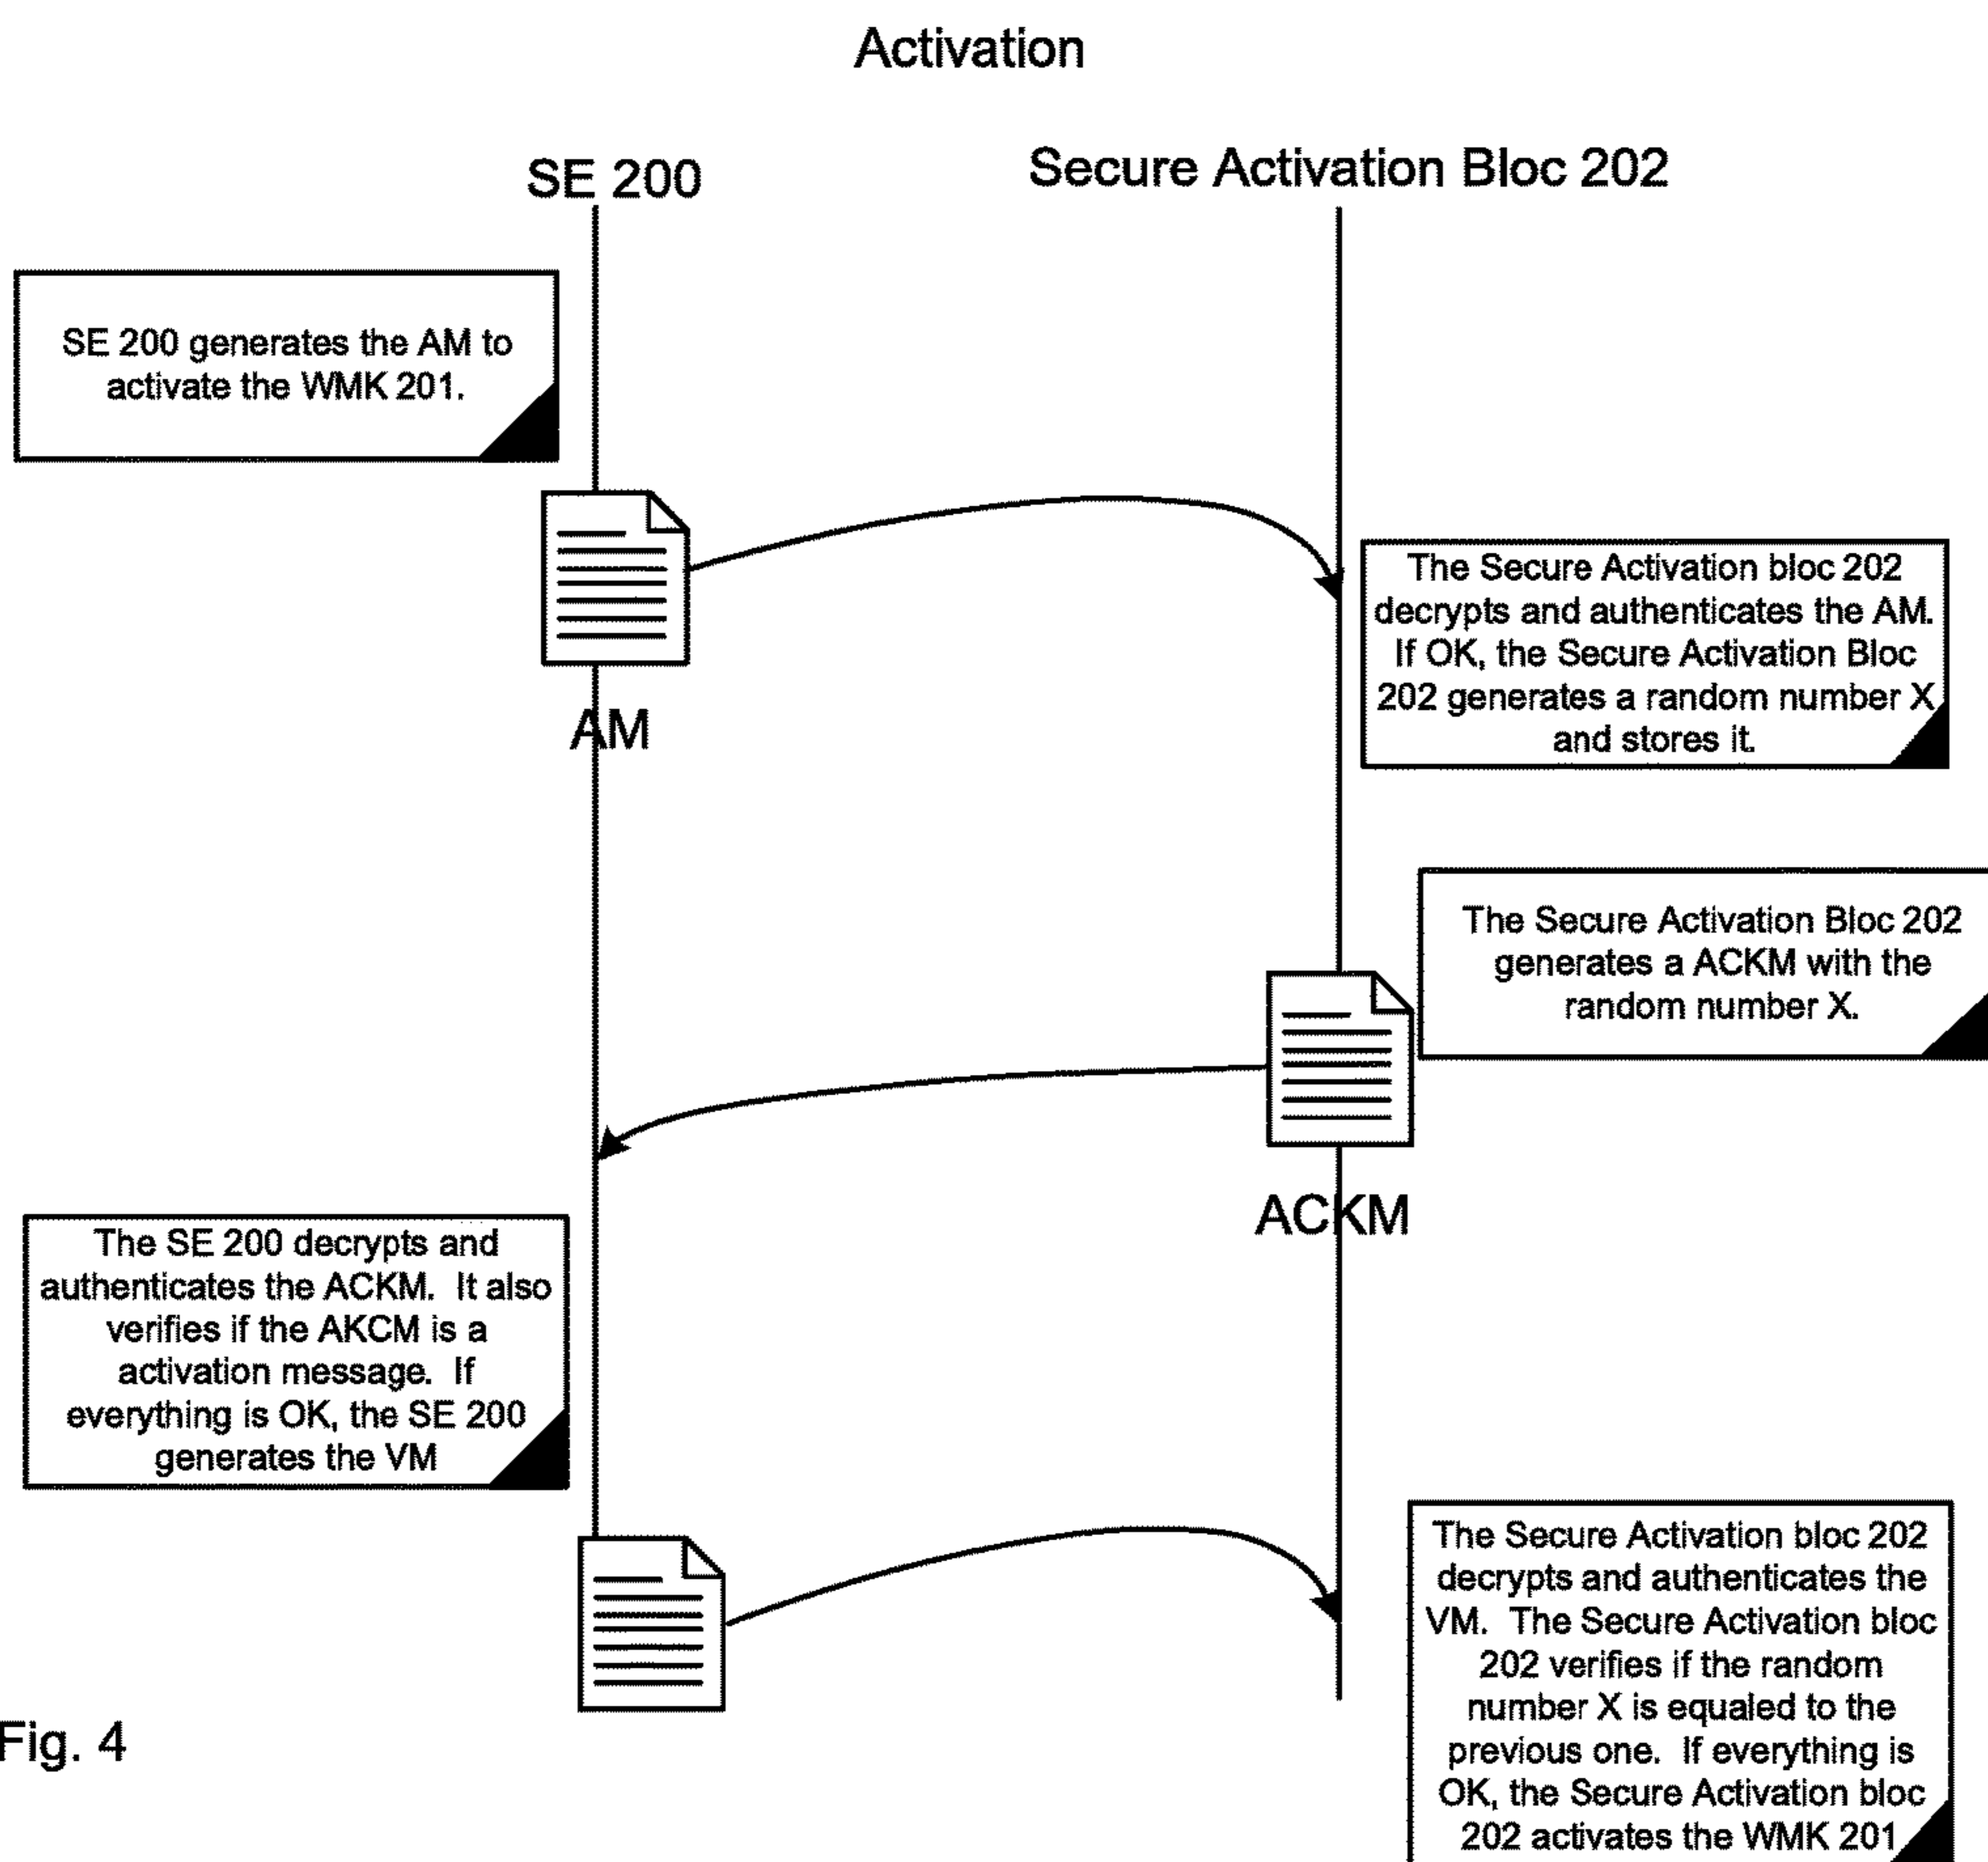 Activation
SE 200
Secure Activation Bloc 202
SE 200 generates the AM to
activate the WMK 201.
AM
The Secure Activation bloc 202
decrypts and authenticates the AM.
If OK, the Secure Activation Bloc
202 generates a random number X
and stores it.
The Secure Activation Bloc 202
generates a ACKM with the
random number X.
ACKM
The SE 200 decrypts and
authenticates the ACKM. It also
verifies if the AKCM is a
activation message. If
everything is OK, the SE 200
generates the VM
The Secure Activation bloc 202
decrypts and authenticates the
VM. The Secure Activation bloc
202 verifies if the random
number X is equaled to the
previous one. If everything is
OK, the Secure Activation bloc
202 activates the WMK 201
Fig. 4